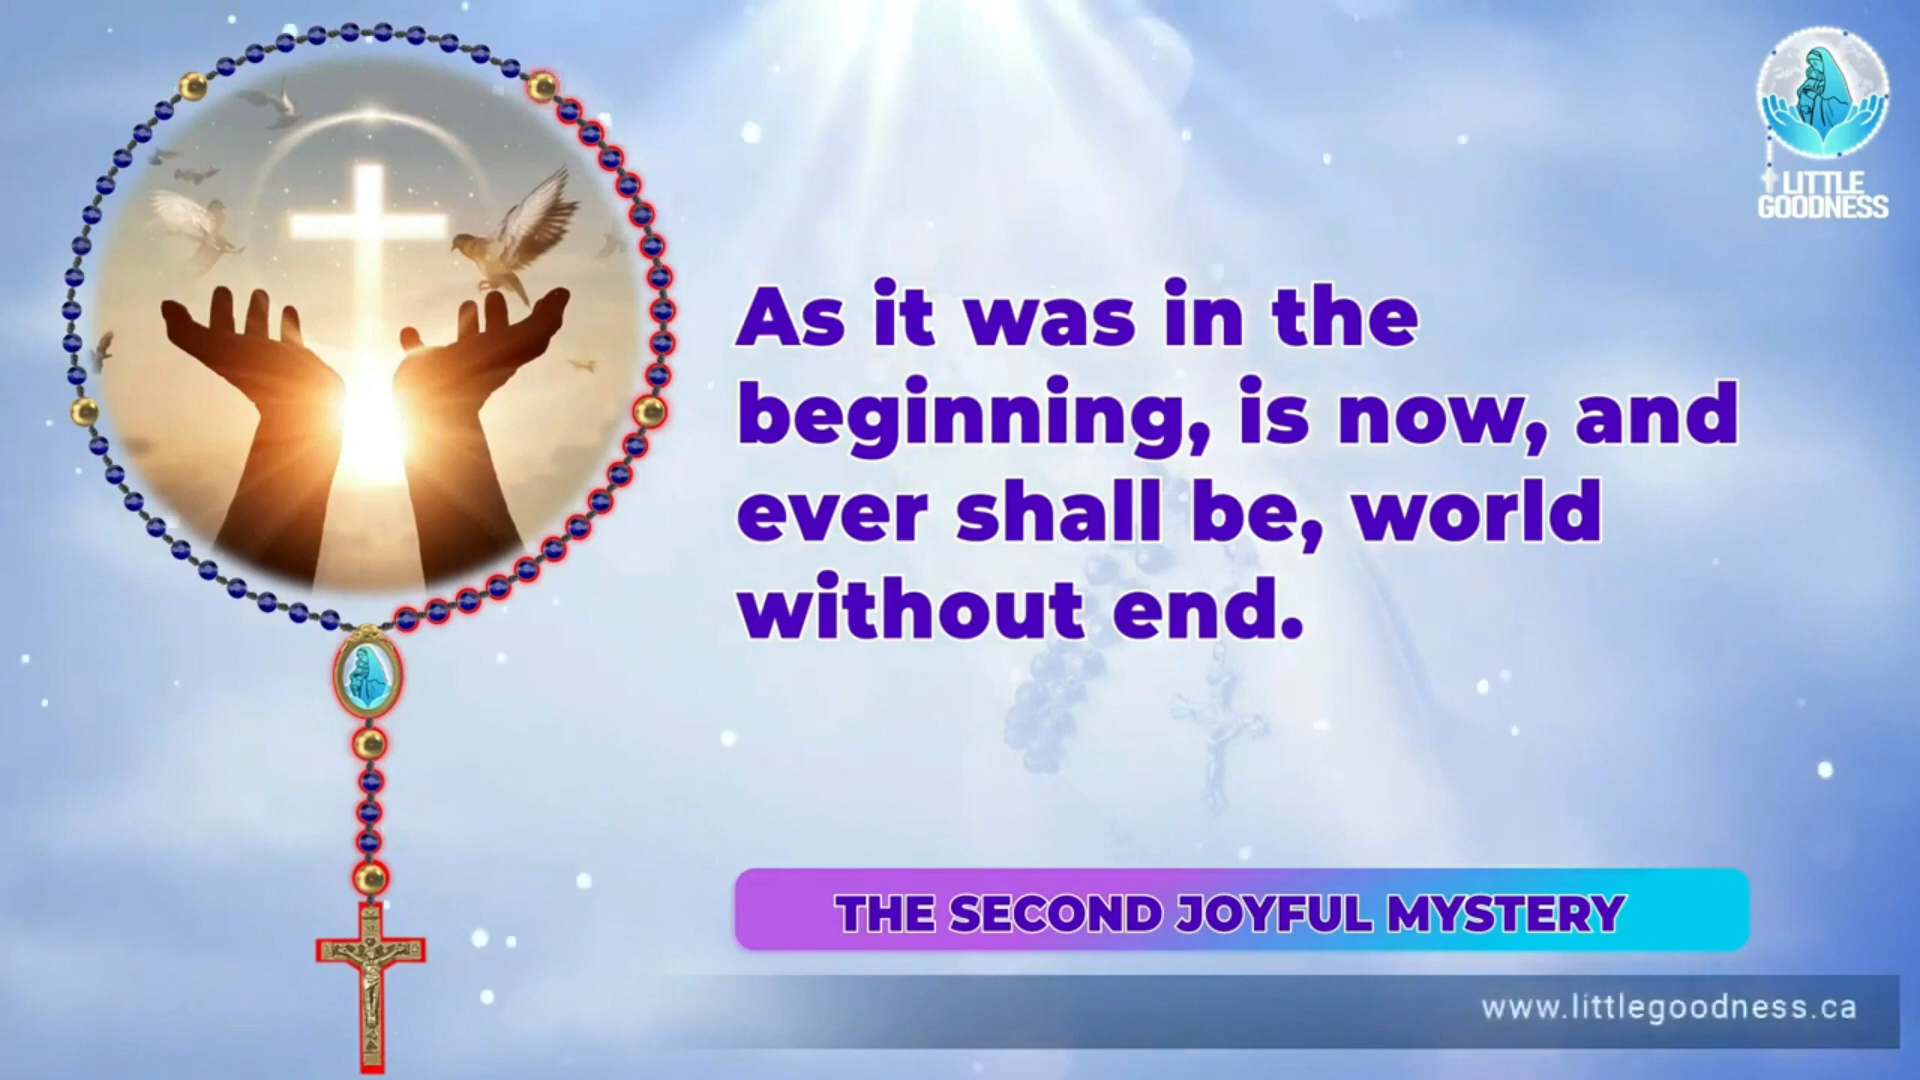 LITTLE
GOODNESS
As it was in the
beginning, is now, and
ever shall be, world
without end.
THE SECOND JOYFUL MYSTERY
www.littlegoodness.ca